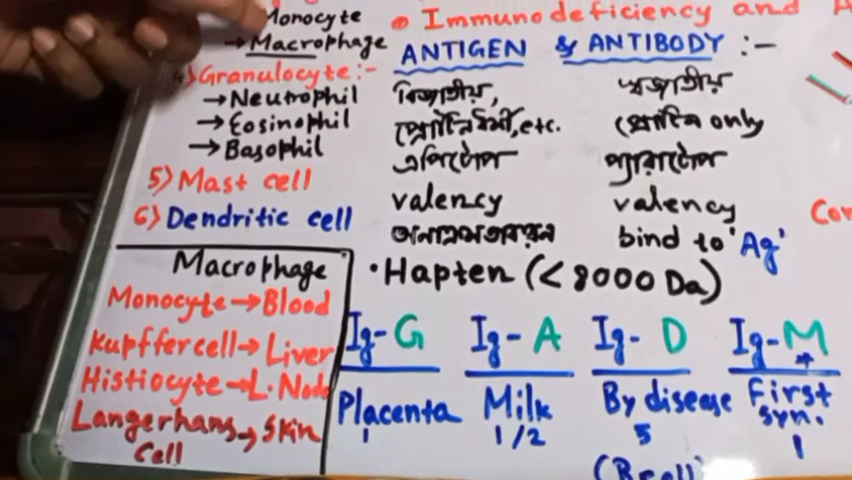 Monocyte
→ Macrophage
Granulocyte:-
→ Neutrophil
→ Eosinophil
→ Basophil
5) Mast cell
6) Dendritic cell
• Immunodeficiency and A
ANTIGEN & ANTIBODY :-
বিজাতীয়, স্বজাতীয়
প্রোটিনধর্মী, etc. প্রোটিন only
এপিটোপ প্যারাটোপ
valency valency
bind to 'Ag'
Con
• Hapten (< 8000 Da)
Macrophage
Monocyte → Blood
Kupffer cell → Liver
Histiocyte → L. Node
Langerhans → Skin
Cell
Ig-G Ig-A Ig-D Ig-M
Placenta Milk By disease First
syn.
1 1/2 5 1
(B cell)